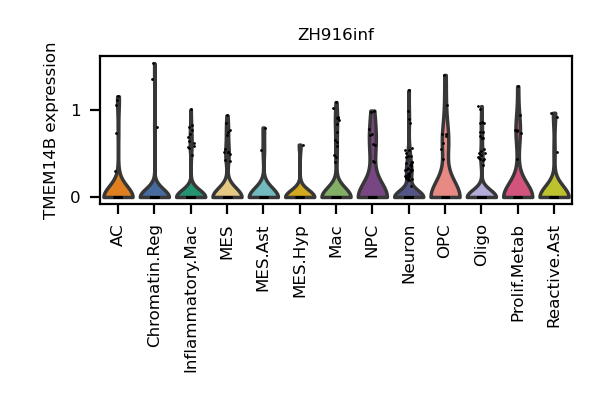 ZH916inf
TMEM14B expression
1
0
AC
Chromatin.Reg
Inflammatory.Mac
MES
MES.Ast
MES.Hyp
Mac
NPC
Neuron
OPC
Oligo
Prolif.Metab
Reactive.Ast